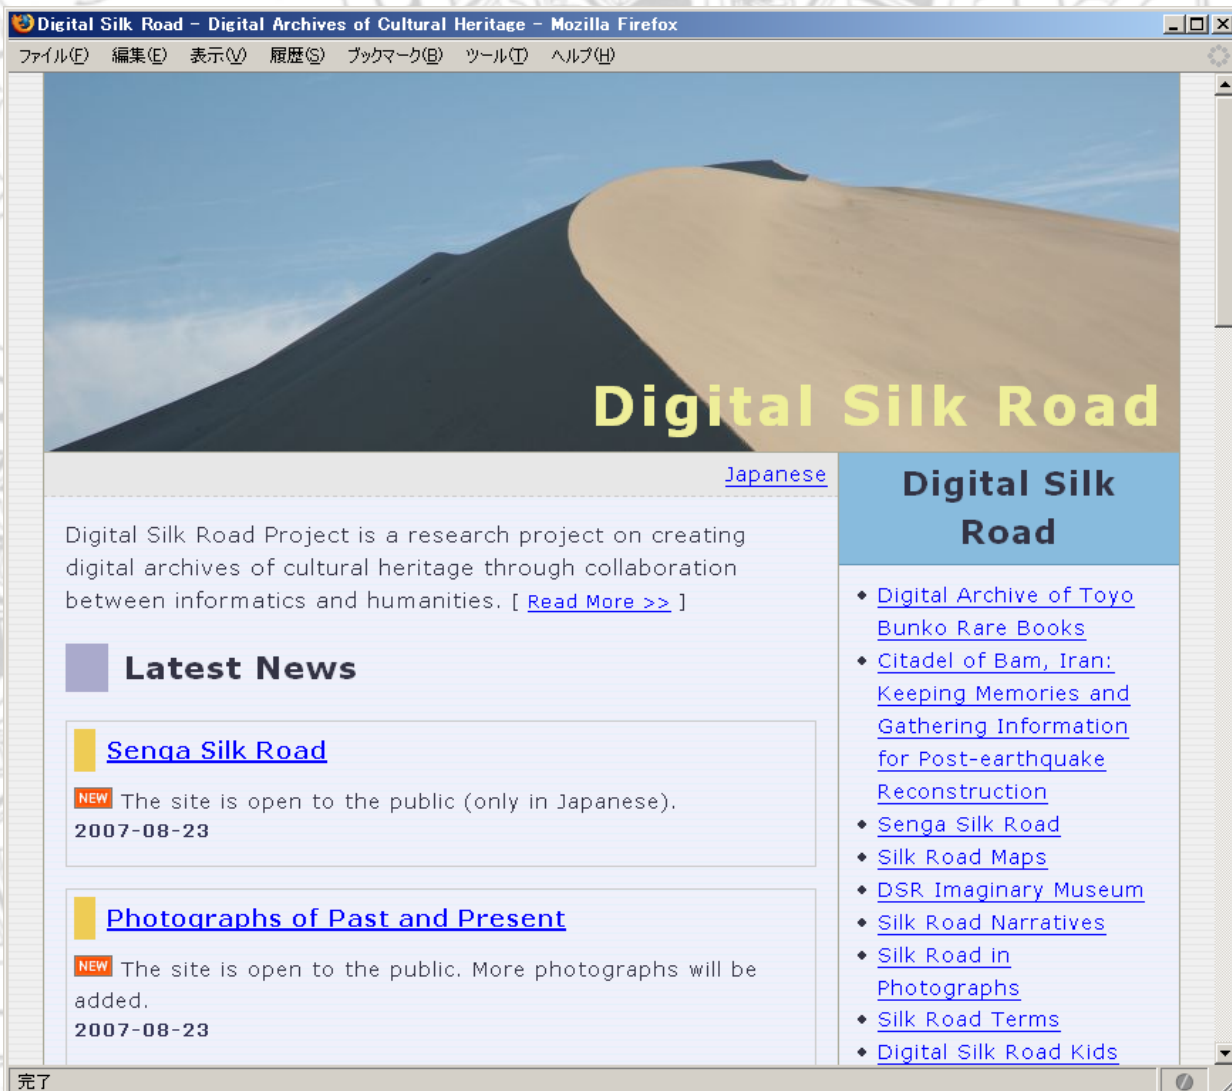 Digital Silk Road - Digital Archives of Cultural Heritage - Mozilla Firefox
ファイル(F) 編集(E) 表示(V) 履歴(S) ブックマーク(B) ツール(T) ヘルプ(H)
Digital Silk Road
Japanese
Digital Silk Road Project is a research project on creating
digital archives of cultural heritage through collaboration
between informatics and humanities. [ Read More >> ]
Latest News
Senga Silk Road
NEW The site is open to the public (only in Japanese).
2007-08-23
Photographs of Past and Present
NEW The site is open to the public. More photographs will be
added.
2007-08-23
Digital Silk
Road
Digital Archive of Toyo
Bunko Rare Books
Citadel of Bam, Iran:
Keeping Memories and
Gathering Information
for Post-earthquake
Reconstruction
Senga Silk Road
Silk Road Maps
DSR Imaginary Museum
Silk Road Narratives
Silk Road in
Photographs
Silk Road Terms
Digital Silk Road Kids
完了